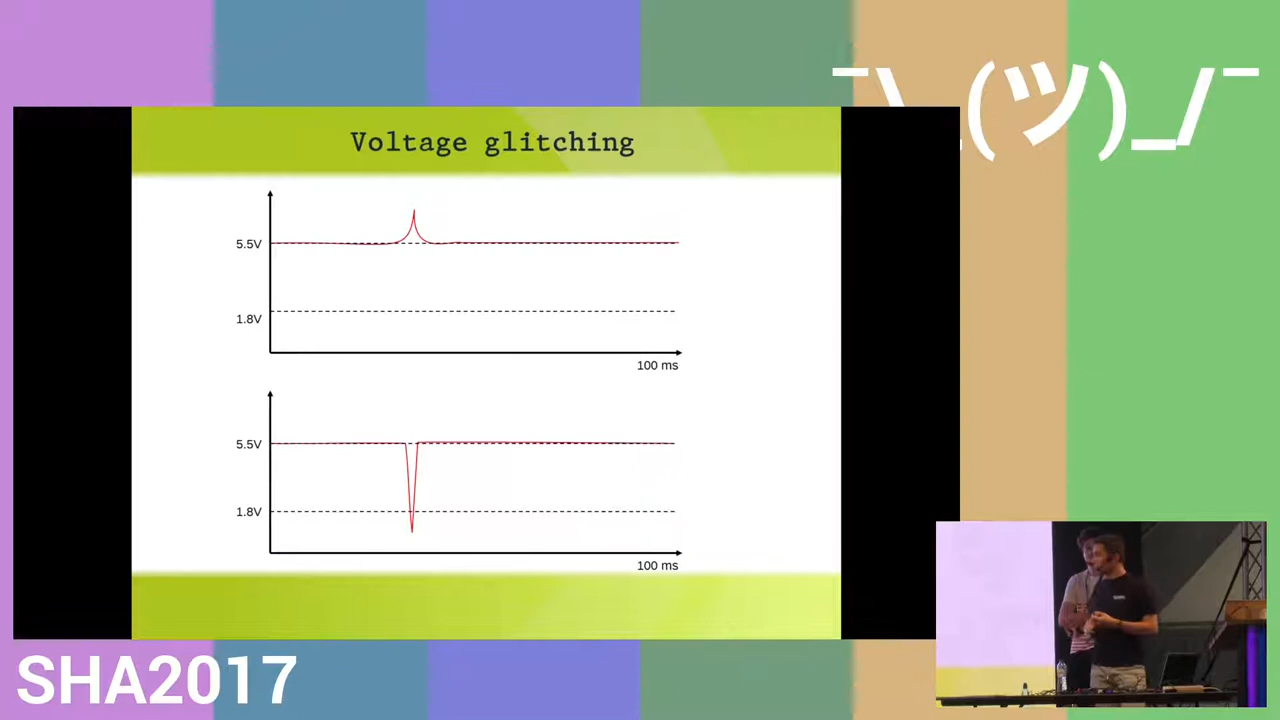 ¯\_(ツ)_/¯
Voltage glitching
5.5V
1.8V
100 ms
5.5V
1.8V
100 ms
SHA2017